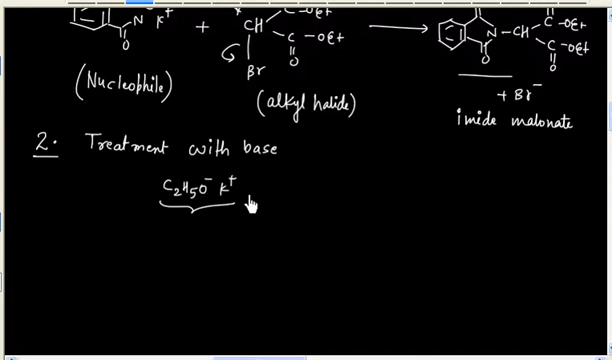 N K⁺ + CH C - OEt → N - CH C - OEt
O C - OEt C - OEt
O O O
Br
(Nucleophile) (alkyl halide) + Br⁻
imide malonate
2. Treatment with base
C₂H₅O⁻ K⁺